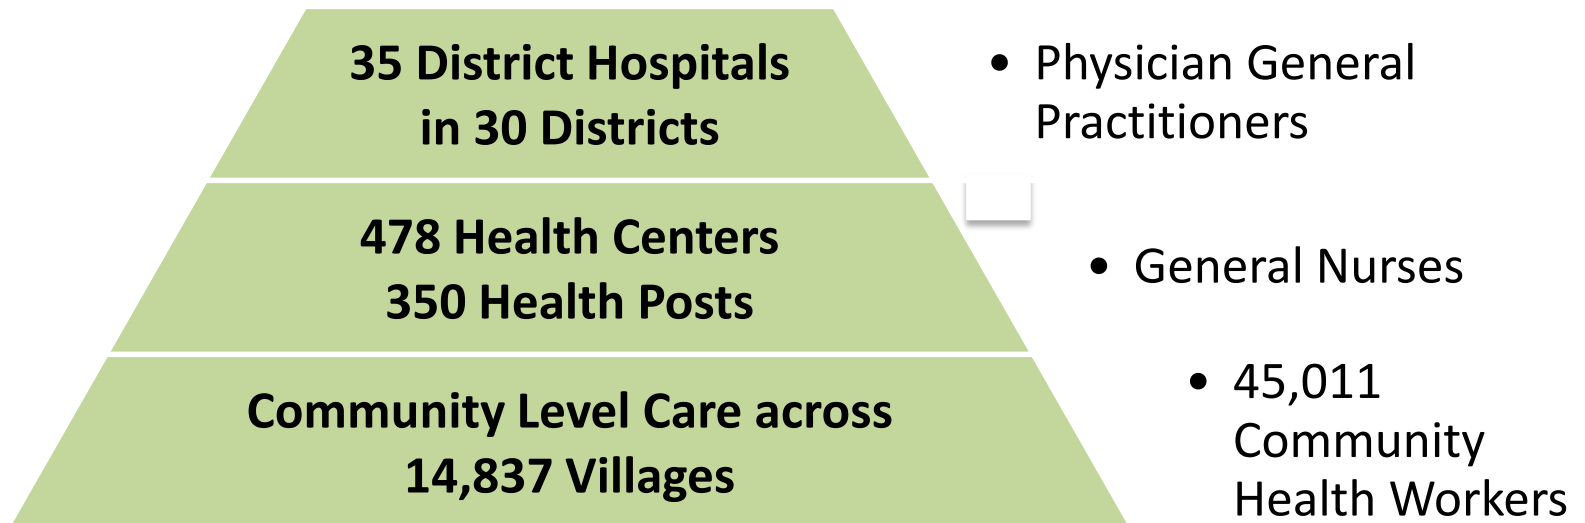 35 District Hospitals
in 30 Districts
• Physician General
Practitioners
478 Health Centers
350 Health Posts
• General Nurses
Community Level Care across
14,837 Villages
• 45,011
Community
Health Workers